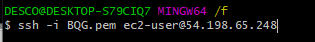 DESCO@DESKTOP-S79CIQ7 MINGW64 /f
$ ssh -i BQG.pem ec2-user@54.198.65.248